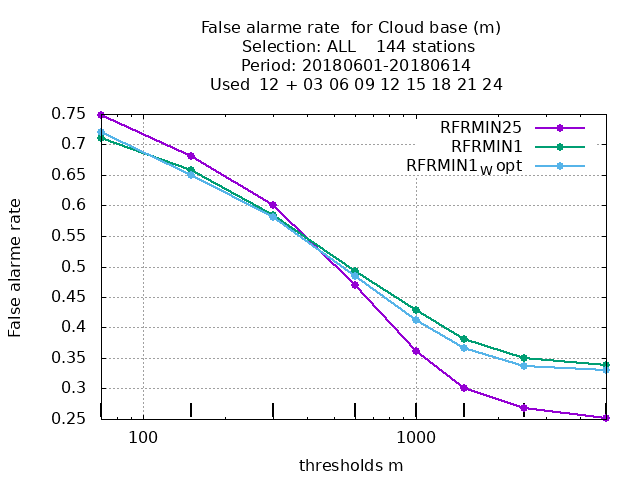 False alarme rate  for Cloud base (m)
Selection: ALL    144 stations
Period: 20180601-20180614
Used  12 + 03 06 09 12 15 18 21 24
RFRMIN25
RFRMIN1
RFRMIN1W opt
0.75
0.7
0.65
0.6
0.55
0.5
0.45
0.4
0.35
0.3
0.25
False alarme rate
100
1000
thresholds m